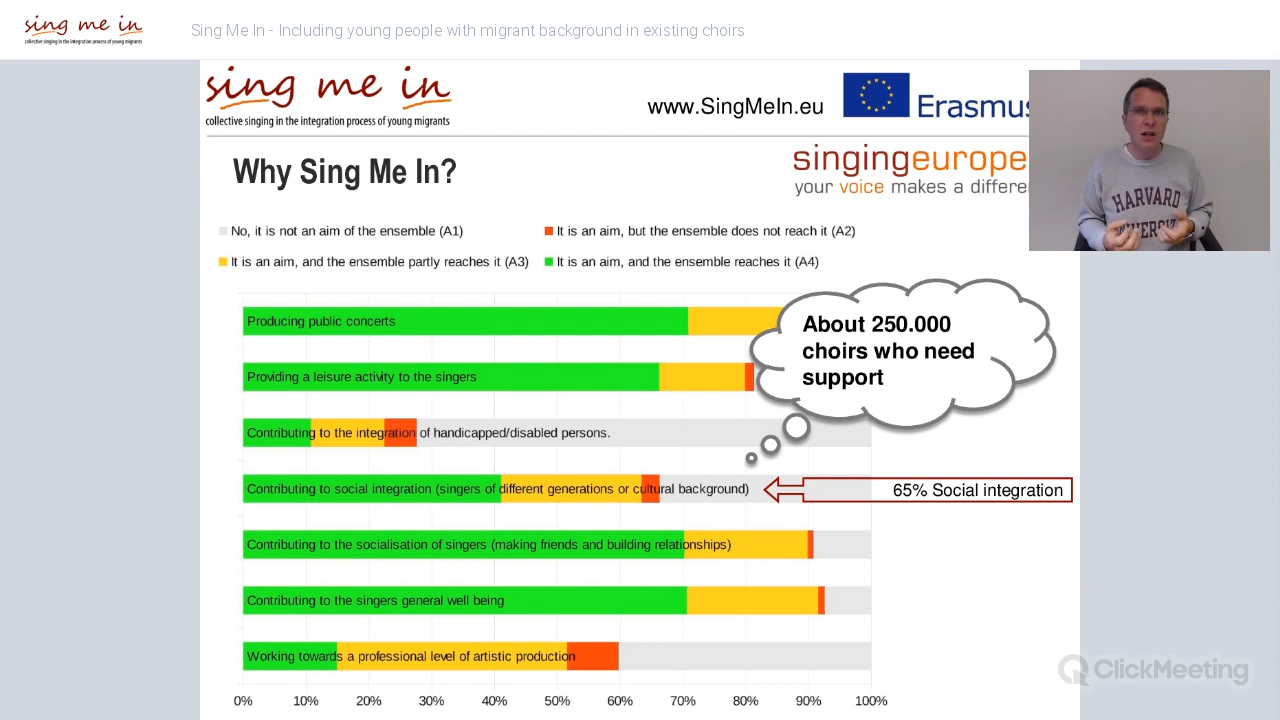 sing me in
collective singing in the integration process of young migrants
Sing Me In - Including young people with migrant background in existing choirs
sing me in
collective singing in the integration process of young migrants
www.SingMeIn.eu
Erasmus
Why Sing Me In?
singingeurope
your voice makes a differe
HARVARD
No, it is not an aim of the ensemble (A1)
It is an aim, but the ensemble does not reach it (A2)
It is an aim, and the ensemble partly reaches it (A3)
It is an aim, and the ensemble reaches it (A4)
About 250.000
choirs who need
support
Producing public concerts
Providing a leisure activity to the singers
Contributing to the integration of handicapped/disabled persons.
Contributing to social integration (singers of different generations or cultural background)
65% Social integration
Contributing to the socialisation of singers (making friends and building relationships)
Contributing to the singers general well being
Working towards a professional level of artistic production
0% 10% 20% 30% 40% 50% 60% 70% 80% 90% 100%
ClickMeeting